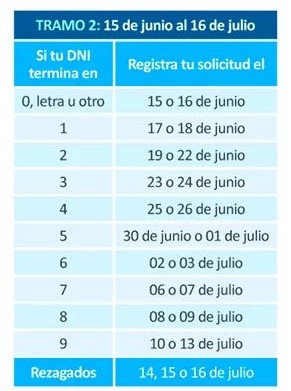 TRAMO 2: 15 de junio al 16 de julio
Si tu DNI
termina en
Registra tu solicitud el
0, letra u otro 15 o 16 de junio
1 17 o 18 de junio
2 19 o 22 de junio
3 23 o 24 de junio
4 25 o 26 de junio
5 30 de junio o 01 de julio
6 02 o 03 de julio
7 06 o 07 de julio
8 08 o 09 de julio
9 10 o 13 de julio
Rezagados 14, 15 o 16 de julio